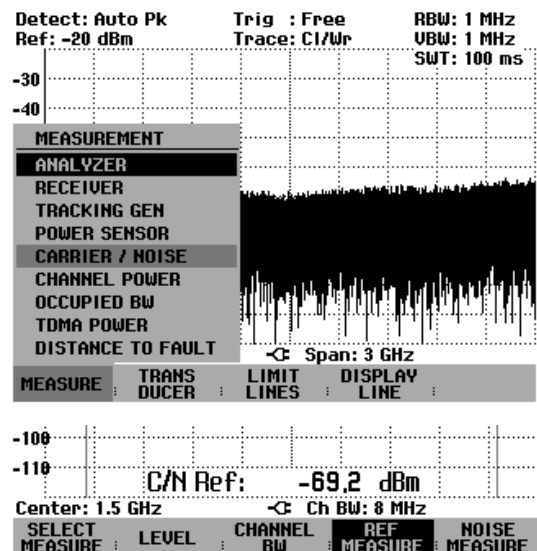 Detect: Auto Pk Trig : Free RBW: 1 MHz
Ref: -20 dBm Trace: Cl/Wr VBW: 1 MHz
SWT: 100 ms
-30
-40
MEASUREMENT
ANALYZER
RECEIVER
TRACKING GEN
POWER SENSOR
CARRIER / NOISE
CHANNEL POWER
OCCUPIED BW
TDMA POWER
DISTANCE TO FAULT
Span: 3 GHz
MEASURE TRANS LIMIT DISPLAY
DUCER : LINES : LINE :
-100
-110
C/N Ref: -69,2 dBm
Center: 1.5 GHz Ch BW: 8 MHz
SELECT LEVEL CHANNEL REF NOISE
MEASURE : : BW : MEASURE : MEASURE